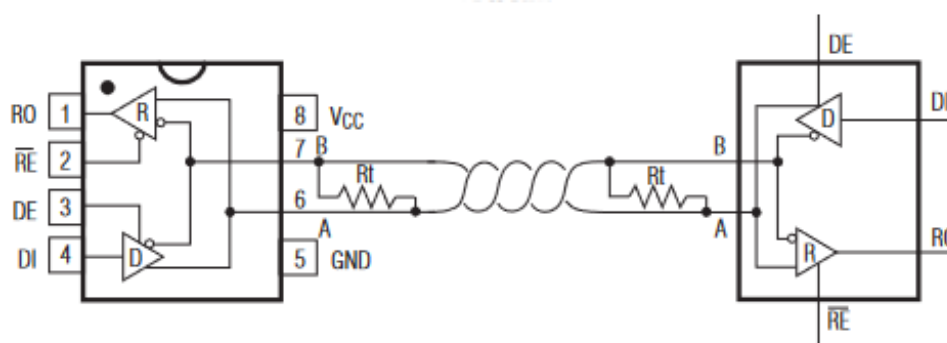 DE
RO 1 R 8 VCC D
RE 2 7 B Rt B Rt
DE 3 6 A A
DI 4 D 5 GND R
RE